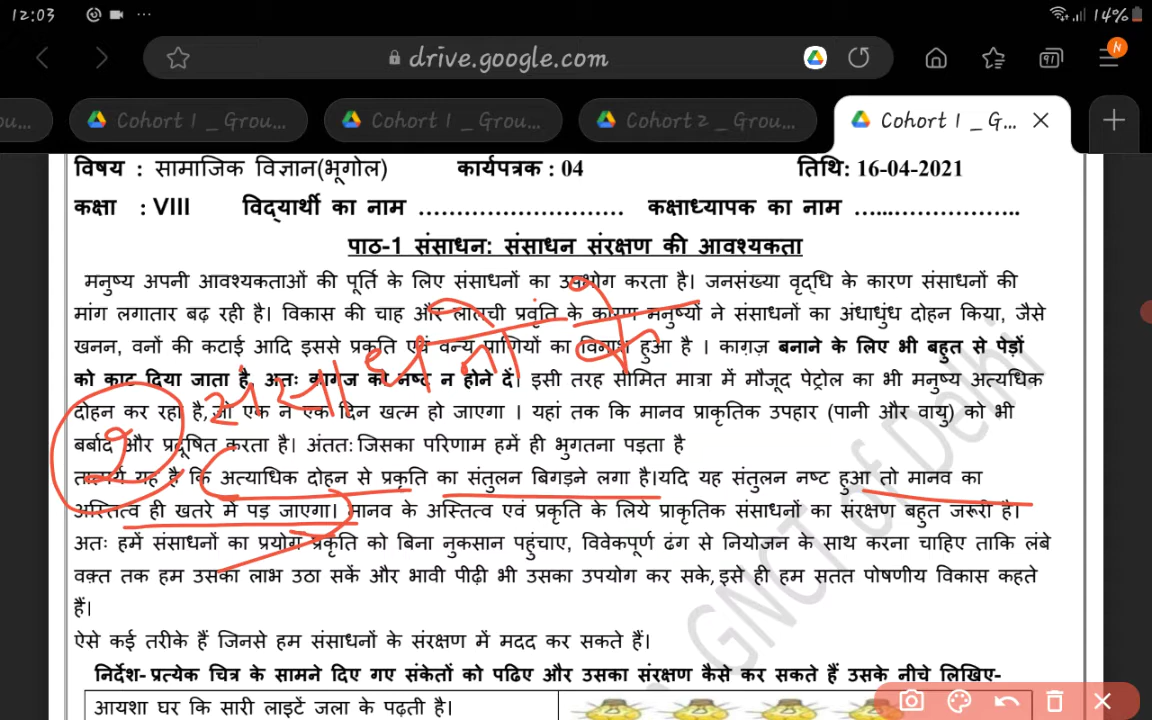 12:03 ... 14%
drive.google.com 91 N
ou... Cohort 1 _ Grou... Cohort 1 _ Grou... Cohort 2 _ Grou... Cohort 1 _ G...
विषय : सामाजिक विज्ञान(भूगोल) कार्यपत्रक : 04 तिथि: 16-04-2021
कक्षा : VIII विद्यार्थी का नाम ……………………… कक्षाध्यापक का नाम …...………………..
पाठ-1 संसाधन: संसाधन संरक्षण की आवश्यकता
मनुष्य अपनी आवश्यकताओं की पूर्ति के लिए संसाधनों का उपभोग करता है। जनसंख्या वृद्धि के कारण संसाधनों की
मांग लगातार बढ़ रही है। विकास की चाह और लालची प्रवृति के कारण मनुष्यों ने संसाधनों का अंधाधुंध दोहन किया, जैसे
खनन, वनों की कटाई आदि इससे प्रकृति एवं वन्य प्राणियों का विनाश हुआ है । काग़ज़ बनाने के लिए भी बहुत से पेड़ों
को काट दिया जाता है, अतः कागज को नष्ट न होने दें। इसी तरह सीमित मात्रा में मौजूद पेट्रोल का भी मनुष्य अत्यधिक
दोहन कर रहा है, जो एक न एक दिन खत्म हो जाएगा । यहां तक कि मानव प्राकृतिक उपहार (पानी और वायु) को भी
बर्बाद और प्रदूषित करता है। अंततः जिसका परिणाम हमें ही भुगतना पड़ता है
तात्पर्य यह है कि अत्याधिक दोहन से प्रकृति का संतुलन बिगड़ने लगा है।यदि यह संतुलन नष्ट हुआ तो मानव का
अस्तित्व ही खतरे में पड़ जाएगा। मानव के अस्तित्व एवं प्रकृति के लिये प्राकृतिक संसाधनों का संरक्षण बहुत जरूरी है।
अतः हमें संसाधनों का प्रयोग प्रकृति को बिना नुकसान पहुंचाए, विवेकपूर्ण ढंग से नियोजन के साथ करना चाहिए ताकि लंबे
वक़्त तक हम उसका लाभ उठा सकें और भावी पीढ़ी भी उसका उपयोग कर सके, इसे ही हम सतत पोषणीय विकास कहते
हैं।
ऐसे कई तरीके हैं जिनसे हम संसाधनों के संरक्षण में मदद कर सकते हैं।
निर्देश- प्रत्येक चित्र के सामने दिए गए संकेतों को पढिए और उसका संरक्षण कैसे कर सकते हैं उसके नीचे लिखिए-
आयशा घर कि सारी लाइटें जला के पढ़ती है।
संसाधनों के
GNCT of Delhi